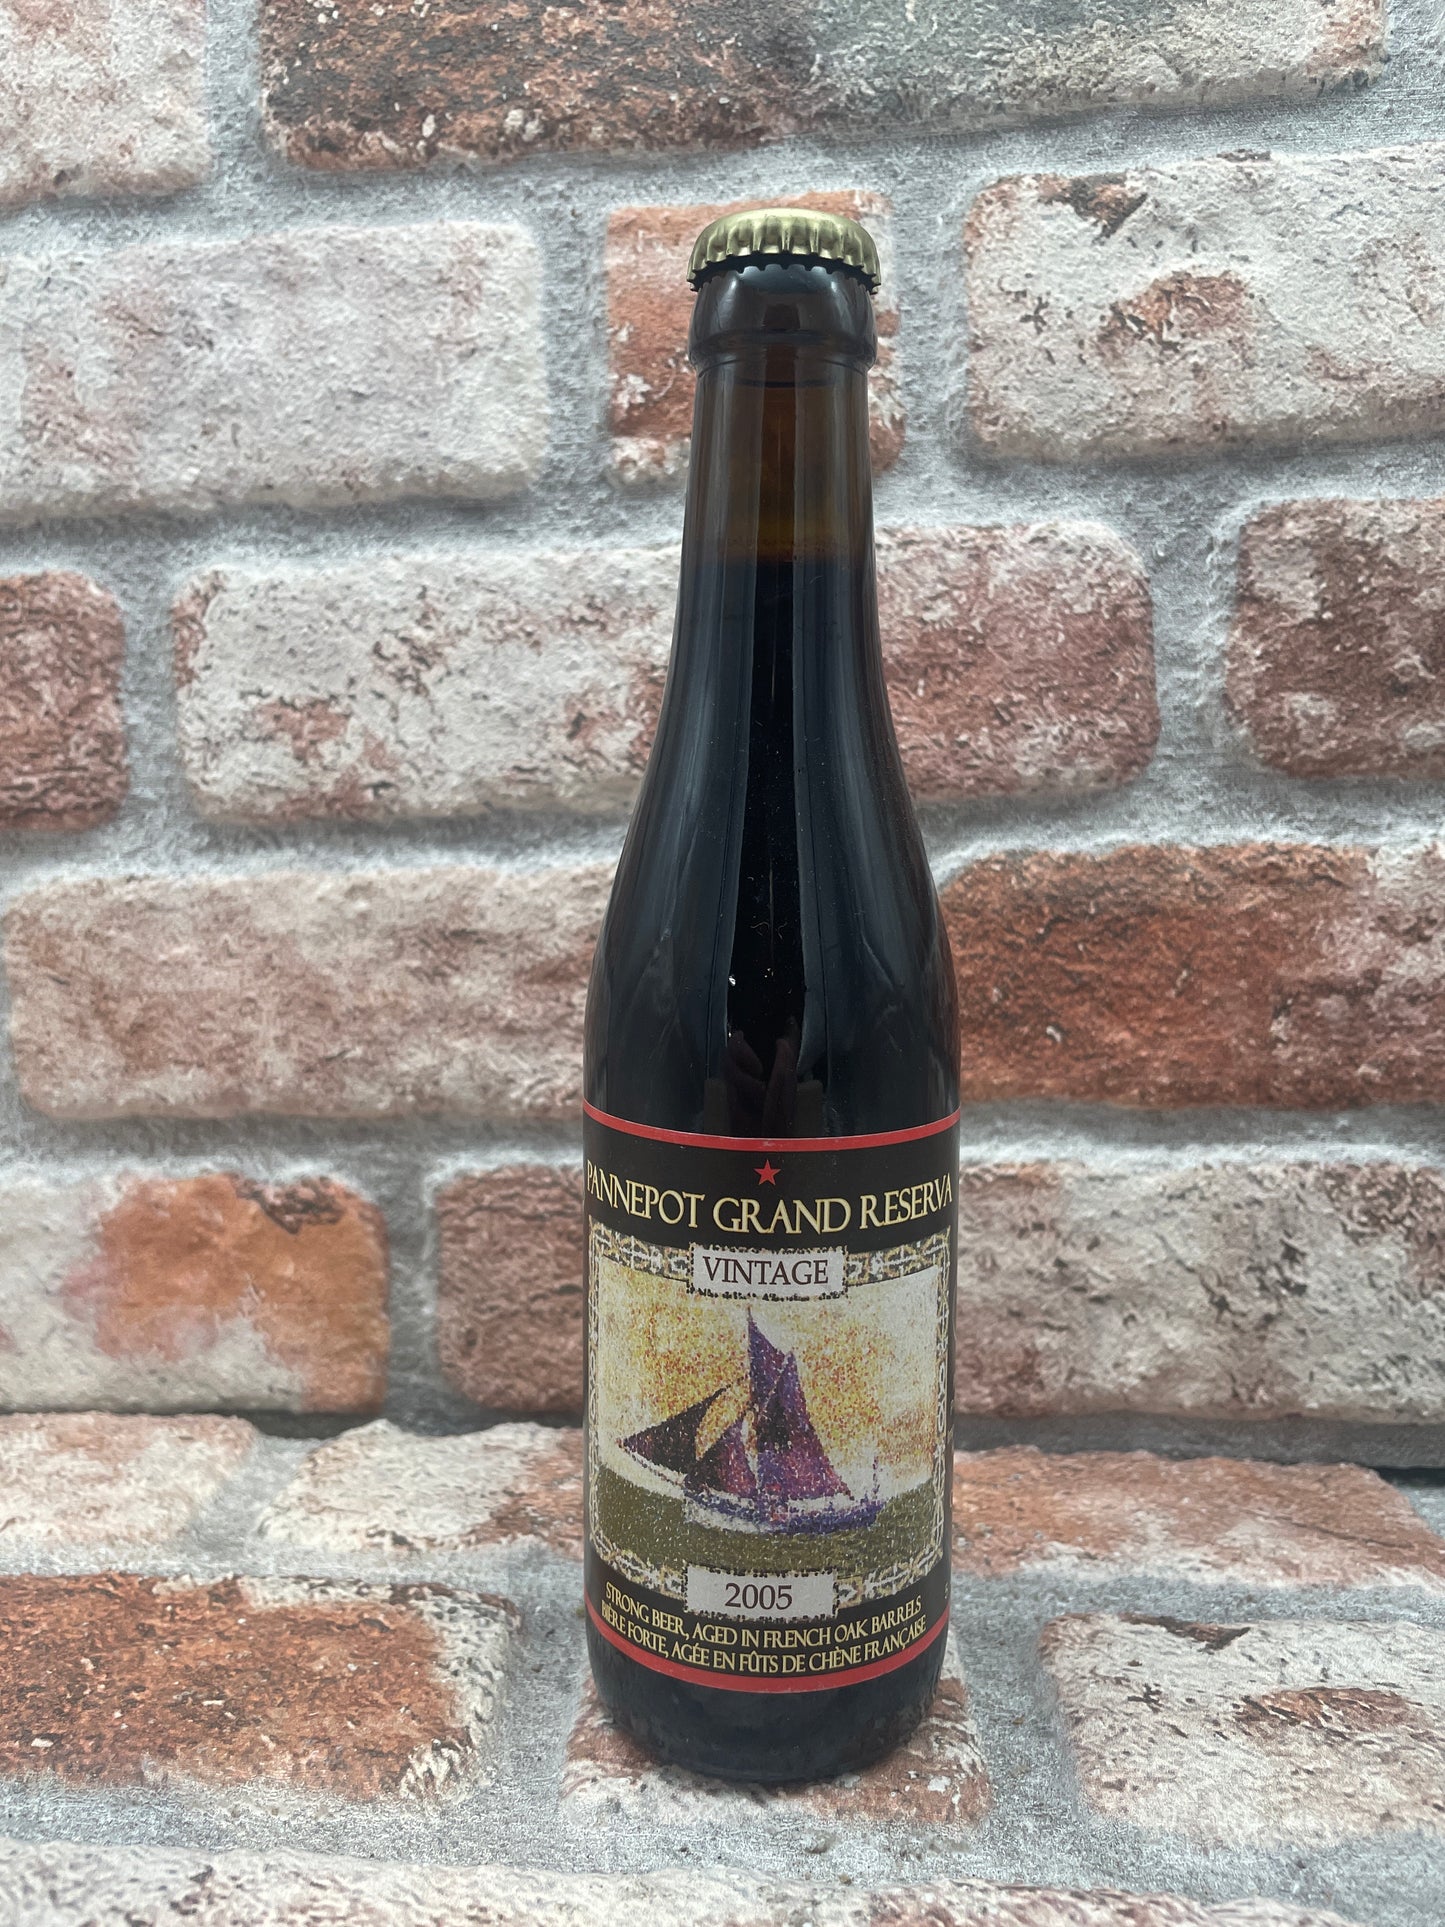 PANNEPOT GRAND RESERVA
VINTAGE
2005
STRONG BEER, AGED IN FRENCH OAK BARRELS
BIÈRE FORTE, AGÉE EN FÛTS DE CHÈNE FRANÇAISE